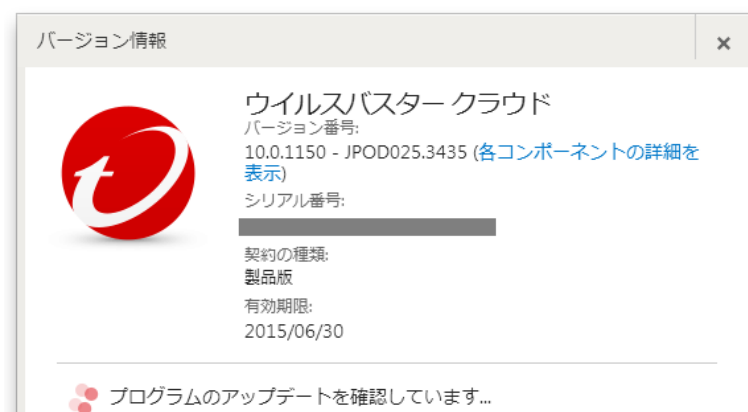 バージョン情報
ウイルスバスター クラウド
バージョン番号:
10.0.1150 - JPOD025.3435 (各コンポーネントの詳細を
表示)
シリアル番号:
契約の種類:
製品版
有効期限:
2015/06/30
プログラムのアップデートを確認しています...